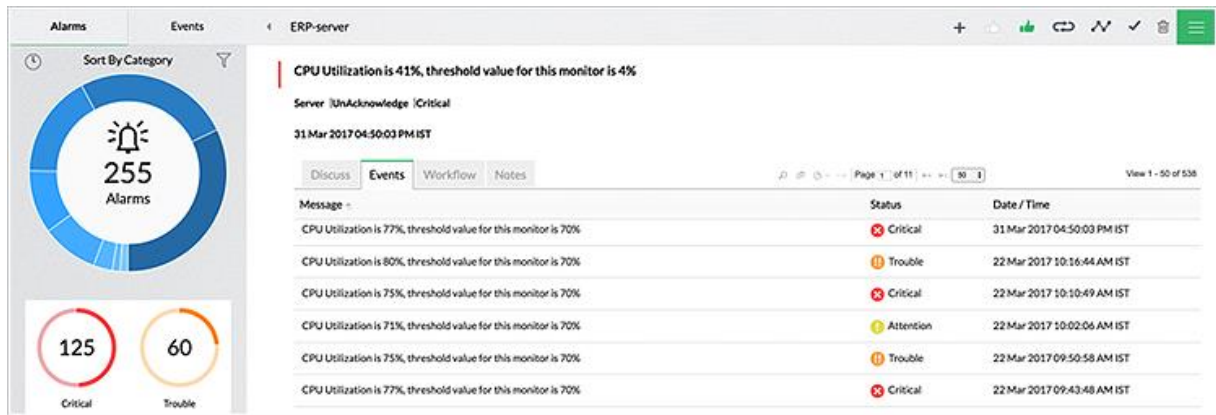 Alarms
Events
ERP-server
Sort By Category
255
Alarms
125
Critical
60
Trouble
CPU Utilization is 41%, threshold value for this monitor is 4%
Server |UnAcknowledge |Critical
31 Mar 2017 04:50:03 PM IST
Discuss Events Workflow Notes
Page 1 of 11 50 View 1 - 50 of 538
Message Status Date / Time
CPU Utilization is 77%, threshold value for this monitor is 70% Critical 31 Mar 2017 04:50:03 PM IST
CPU Utilization is 80%, threshold value for this monitor is 70% Trouble 22 Mar 2017 10:16:44 AM IST
CPU Utilization is 75%, threshold value for this monitor is 70% Critical 22 Mar 2017 10:10:49 AM IST
CPU Utilization is 71%, threshold value for this monitor is 70% Attention 22 Mar 2017 10:02:06 AM IST
CPU Utilization is 75%, threshold value for this monitor is 70% Trouble 22 Mar 2017 09:50:58 AM IST
CPU Utilization is 77%, threshold value for this monitor is 70% Critical 22 Mar 2017 09:43:48 AM IST